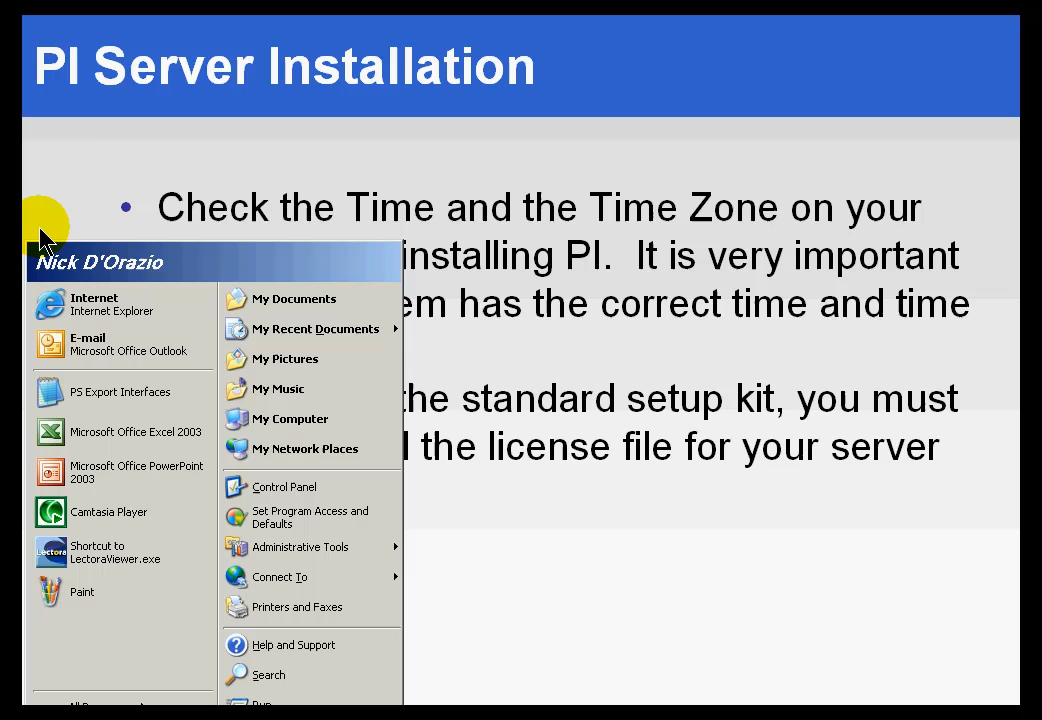 PI Server Installation
• Check the Time and the Time Zone on your
installing PI. It is very important
em has the correct time and time
the standard setup kit, you must
the license file for your server
Nick D'Orazio
Internet
Internet Explorer
E-mail
Microsoft Office Outlook
PS Export Interfaces
Microsoft Office Excel 2003
Microsoft Office PowerPoint
2003
Camtasia Player
Lectora
Shortcut to
LectoraViewer.exe
Paint
My Documents
My Recent Documents
My Pictures
My Music
My Computer
My Network Places
Control Panel
Set Program Access and
Defaults
Administrative Tools
Connect To
Printers and Faxes
Help and Support
Search